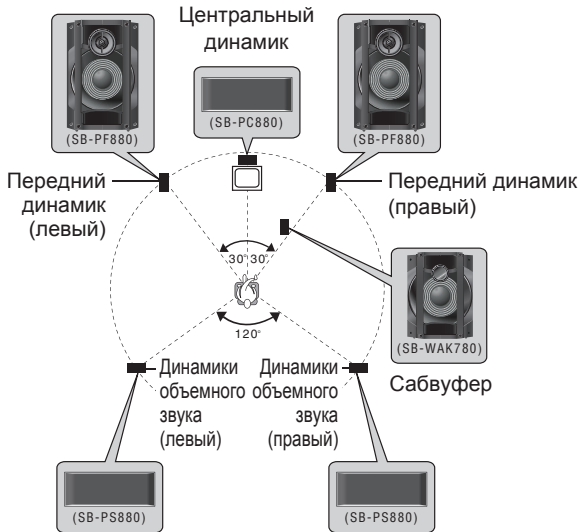 Центральный
динамик
(SB-PF880)
(SB-PC880)
(SB-PF880)
Передний
динамик
(левый)
Передний динамик
(правый)
30° 30°
120°
(SB-WAK780)
Сабвуфер
Динамики
объемного
звука
(левый)
Динамики
объемного
звука
(правый)
(SB-PS880)
(SB-PS880)